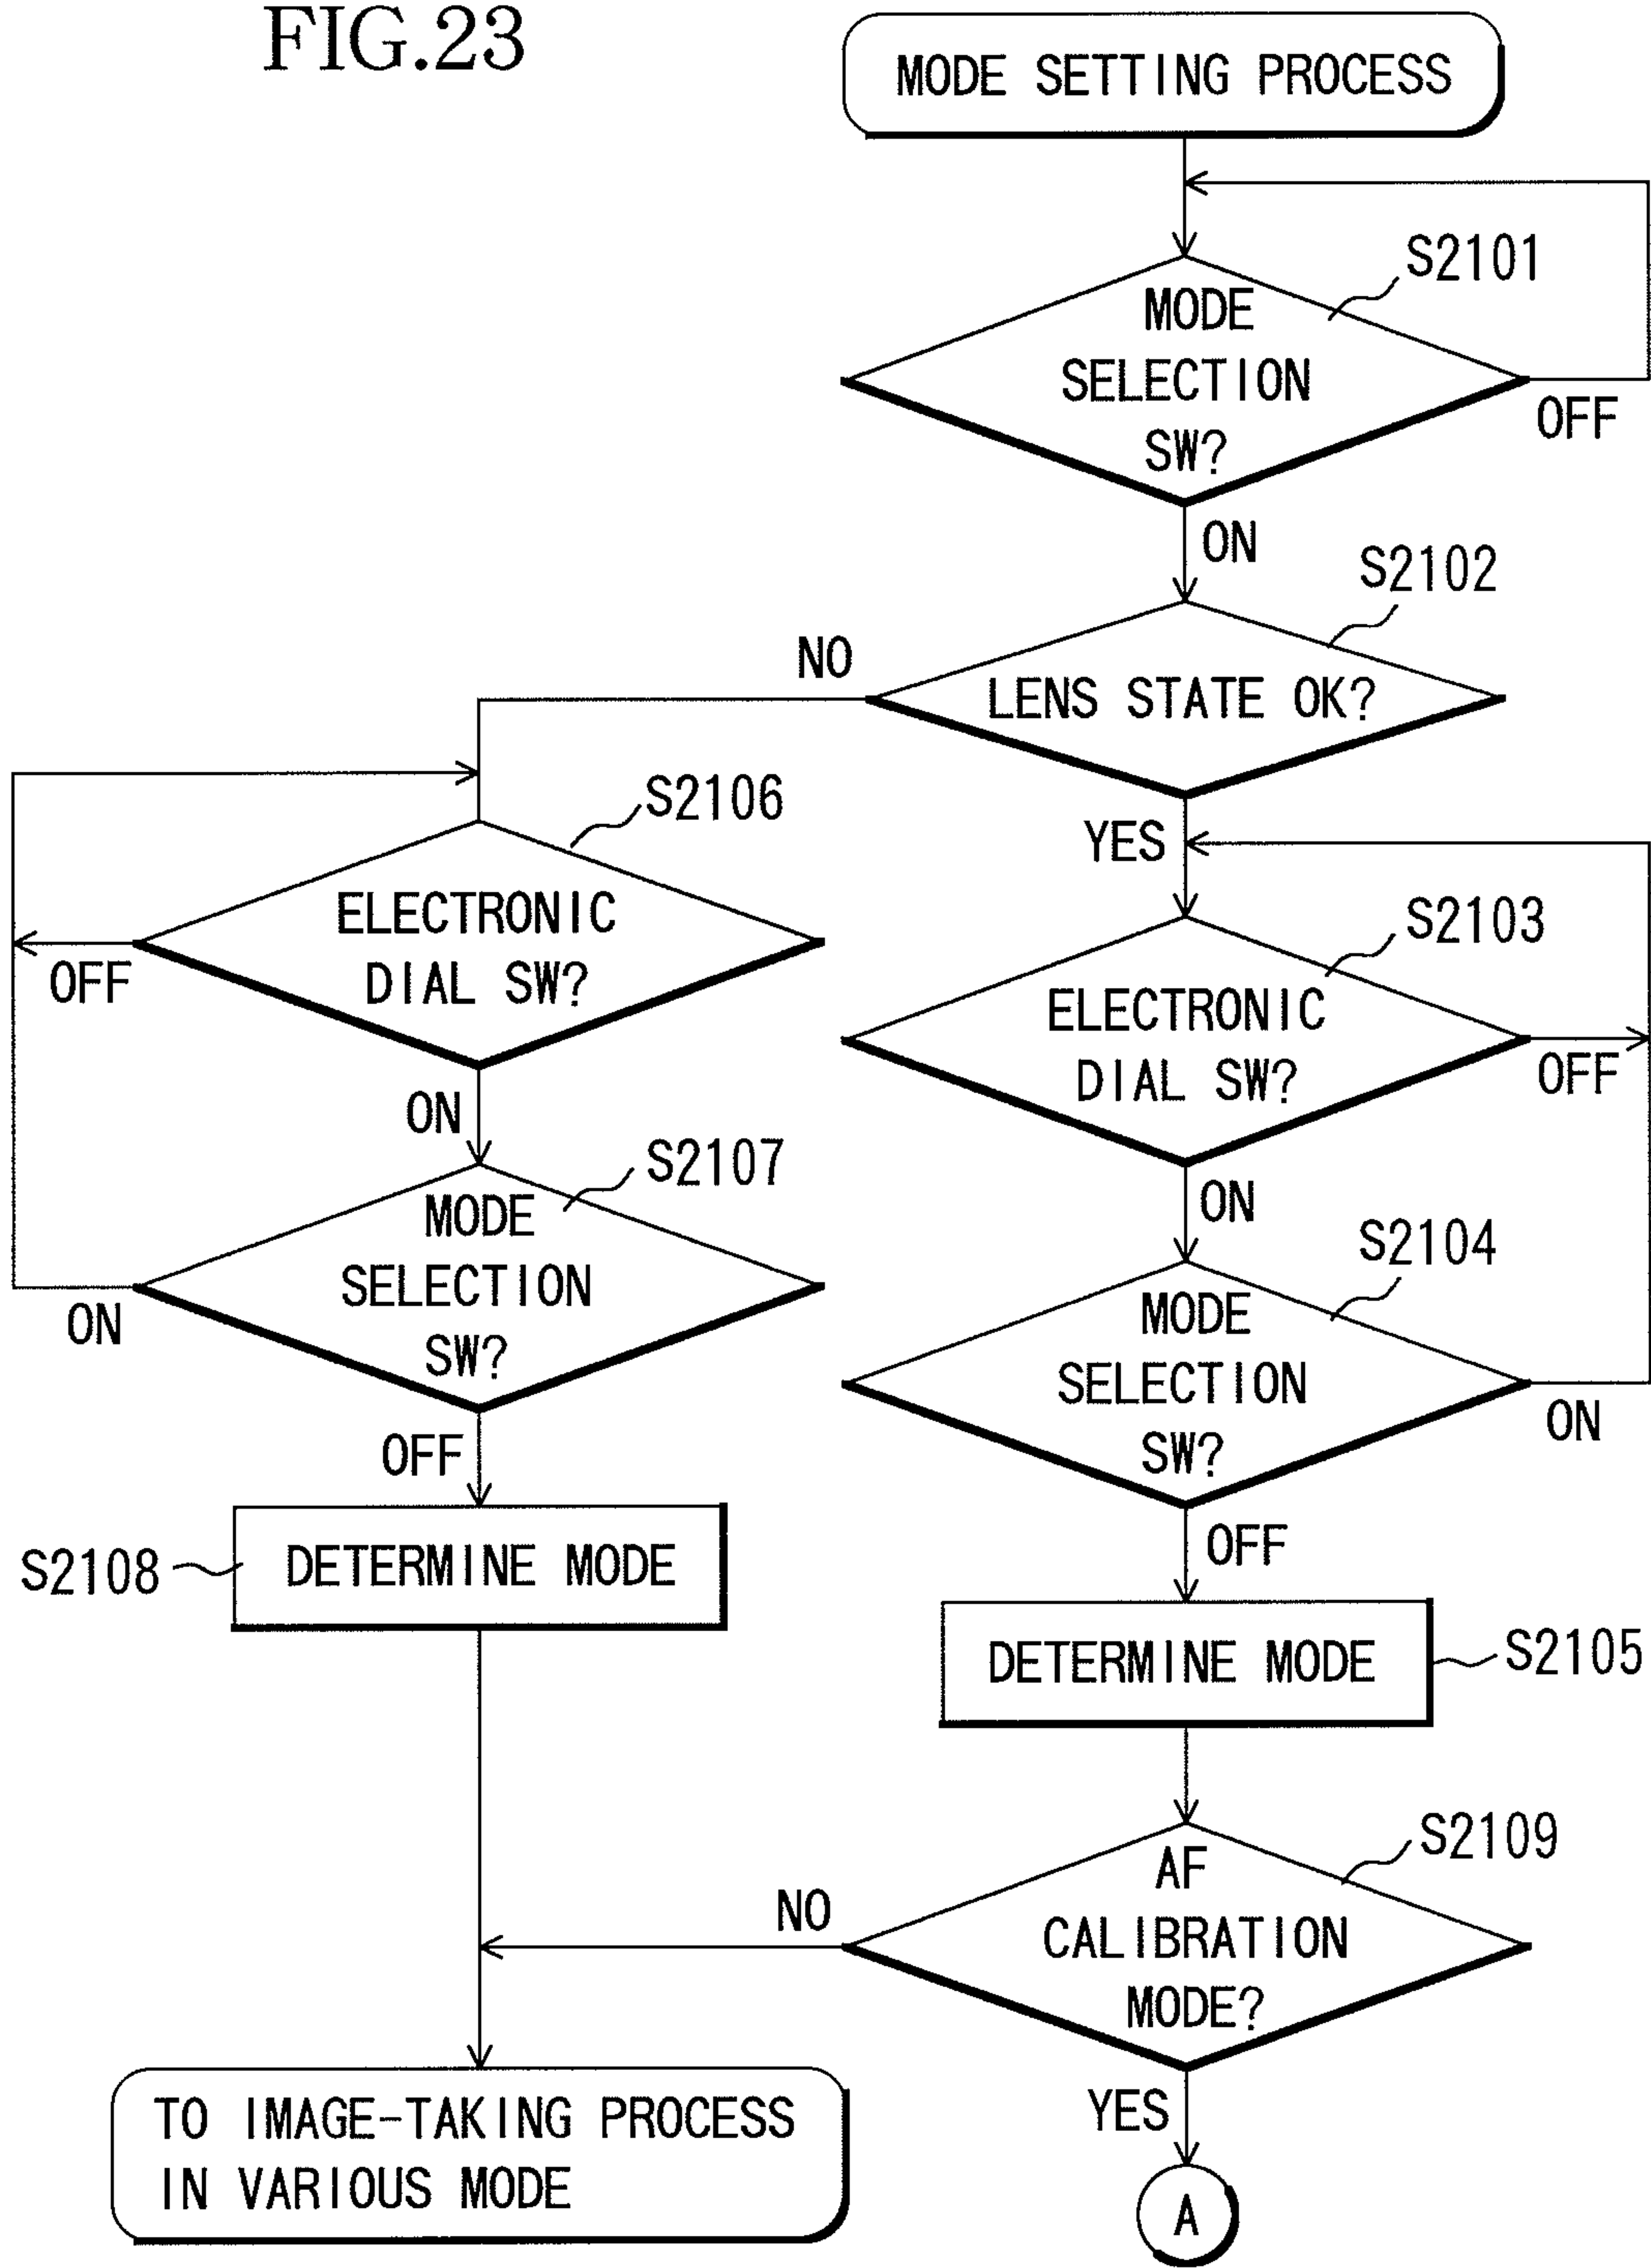 FIG.23
MODE SETTING PROCESS
S2101
MODE
SELECTION
SW?
OFF
ON
S2102
NO
LENS STATE OK?
YES
S2106
ELECTRONIC
DIAL SW?
OFF
ON
S2103
ELECTRONIC
DIAL SW?
OFF
ON
S2107
MODE
SELECTION
SW?
ON
OFF
S2104
MODE
SELECTION
SW?
ON
OFF
S2108
DETERMINE MODE
DETERMINE MODE
S2105
S2109
AF
CALIBRATION
MODE?
NO
YES
TO IMAGE-TAKING PROCESS
IN VARIOUS MODE
A